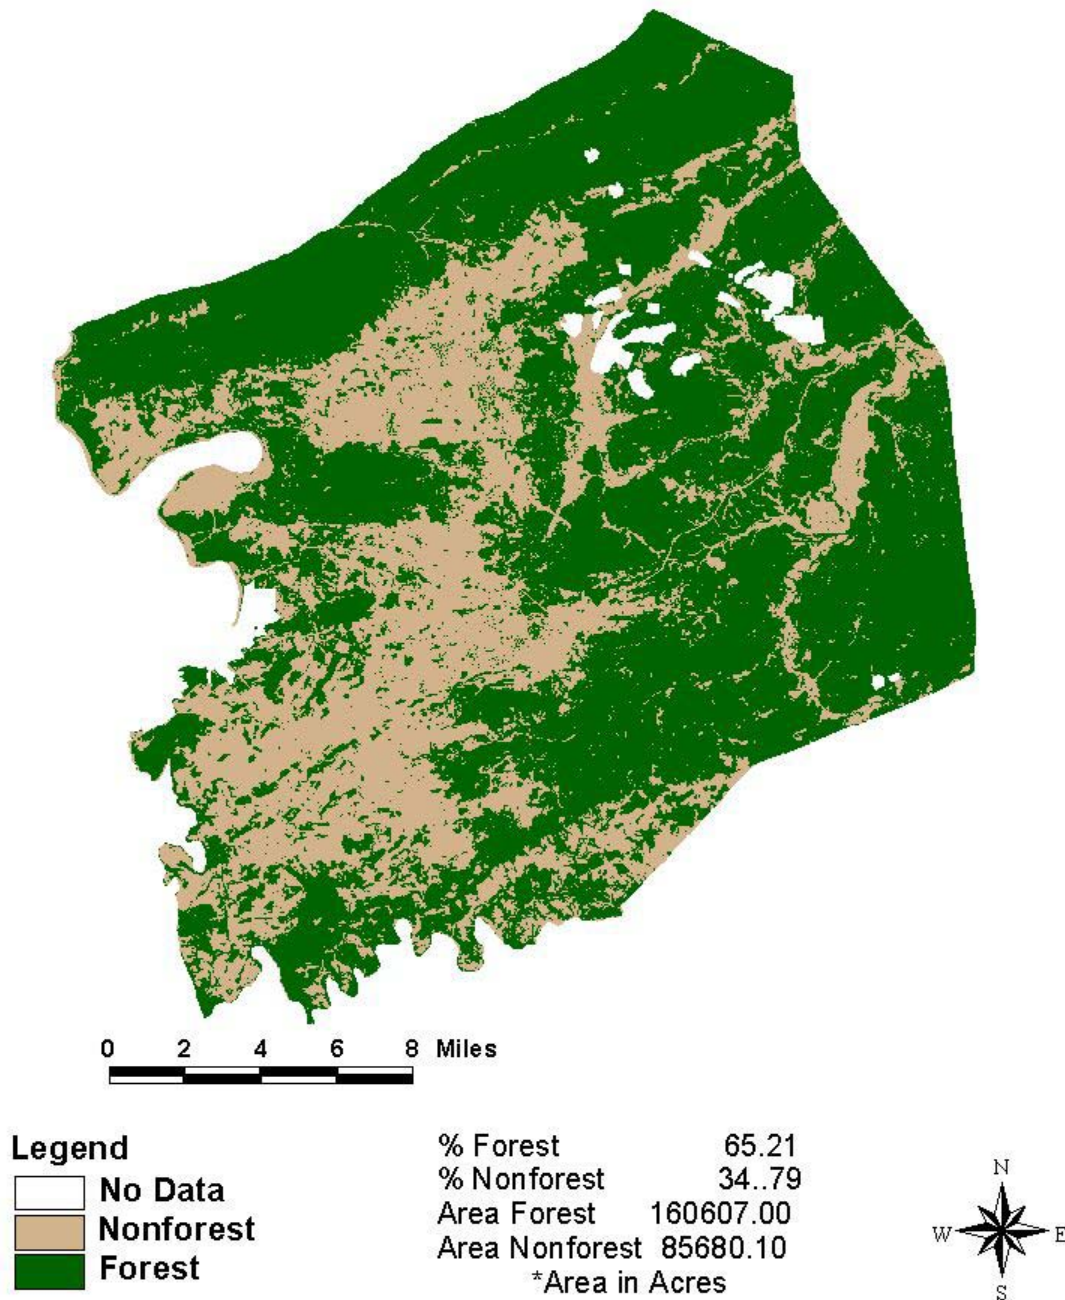 0 2 4 6 8 Miles
Legend
No Data
Nonforest
Forest
% Forest 65.21
% Nonforest 34..79
Area Forest 160607.00
Area Nonforest 85680.10
*Area in Acres
N
W E
S